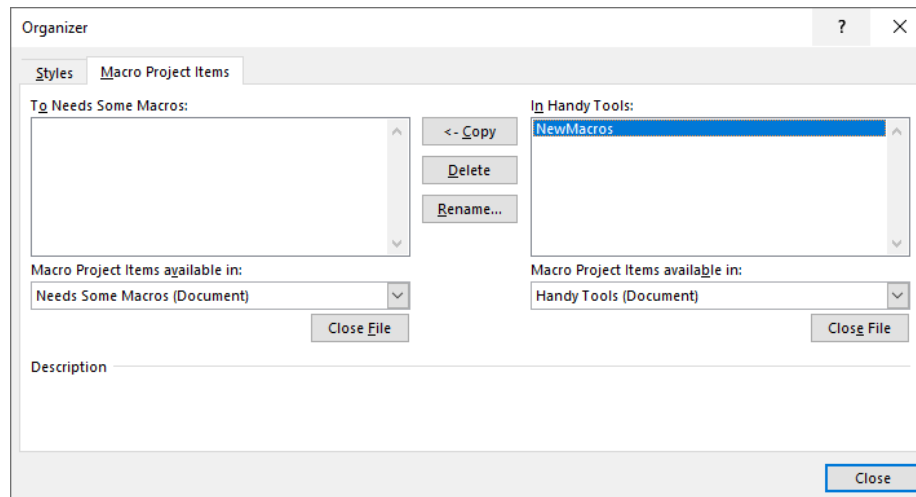 Organizer
? X
Styles Macro Project Items
To Needs Some Macros:
In Handy Tools:
NewMacros
<- Copy
Delete
Rename...
Macro Project Items available in:
Macro Project Items available in:
Needs Some Macros (Document)
Handy Tools (Document)
Close File
Close File
Description
Close